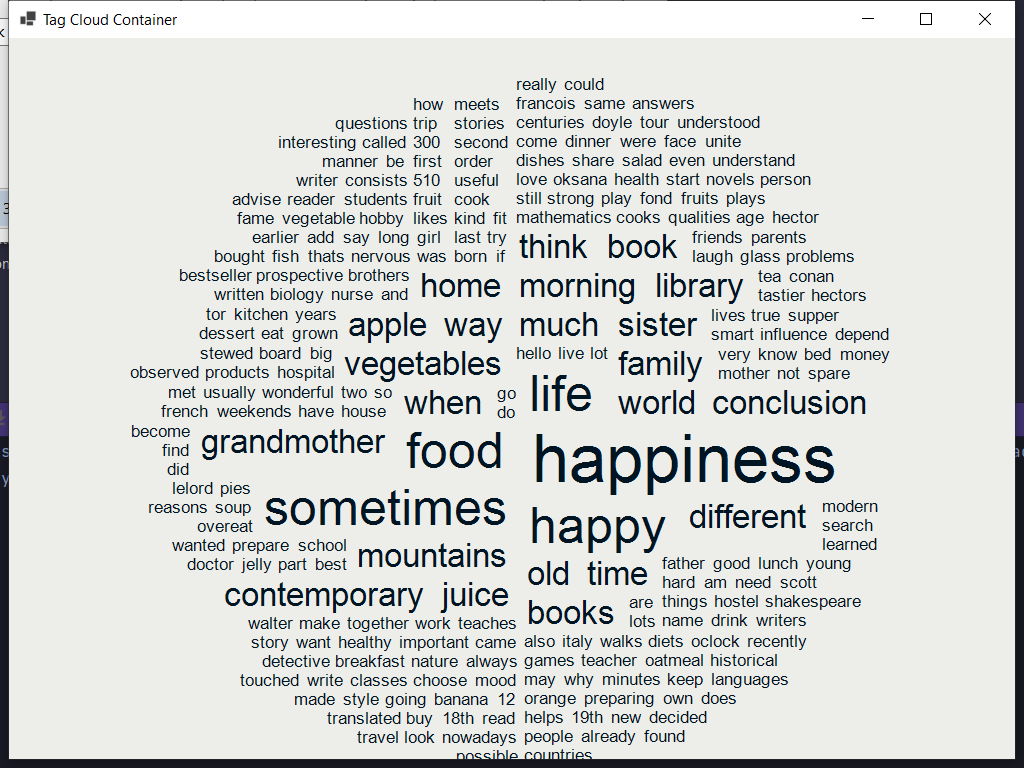 Tag Cloud Container
really could
how meets francois same answers
questions trip stories centuries doyle tour understood
interesting called 300 second come dinner were face unite
manner be first order dishes share salad even understand
writer consists 510 useful love oksana health start novels person
advise reader students fruit cook still strong play fond fruits plays
fame vegetable hobby likes kind fit mathematics cooks qualities age hector
earlier add say long girl last try think book friends parents
bought fish thats nervous was born if laugh glass problems
bestseller prospective brothers home morning library tea conan
written biology nurse and tastier hectors
tor kitchen years apple way much sister lives true supper
dessert eat grown smart influence depend
stewed board big vegetables hello live lot family very know bed money
observed products hospital mother not spare
met usually wonderful two so when go life world conclusion
french weekends have house do
become grandmother food happiness
find
did
lelord pies sometimes
reasons soup happy different modern
overeat search
wanted prepare school mountains learned
doctor jelly part best old time father good lunch young
hard am need scott
contemporary juice books are things hostel shakespeare
walter make together work teaches lots name drink writers
story want healthy important came also italy walks diets oclock recently
detective breakfast nature always games teacher oatmeal historical
touched write classes choose mood may why minutes keep languages
made style going banana 12 orange preparing own does
translated buy 18th read helps 19th new decided
travel look nowadays people already found
possible countries